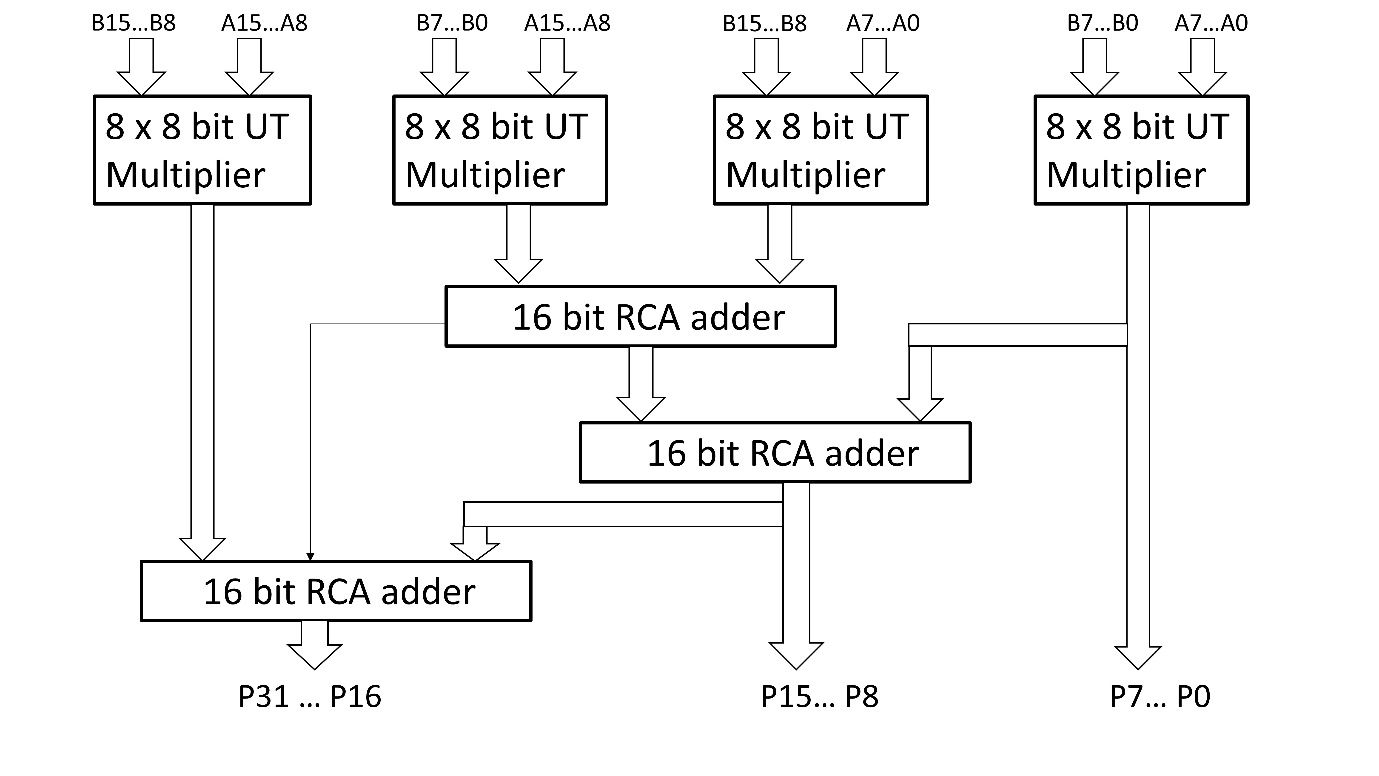 B15...B8 A15...A8 B7...B0 A15...A8 B15...B8 A7...A0 B7...B0 A7...A0
8 x 8 bit UT
Multiplier
8 x 8 bit UT
Multiplier
8 x 8 bit UT
Multiplier
8 x 8 bit UT
Multiplier
16 bit RCA adder
16 bit RCA adder
16 bit RCA adder
P31 ... P16 P15... P8 P7... P0